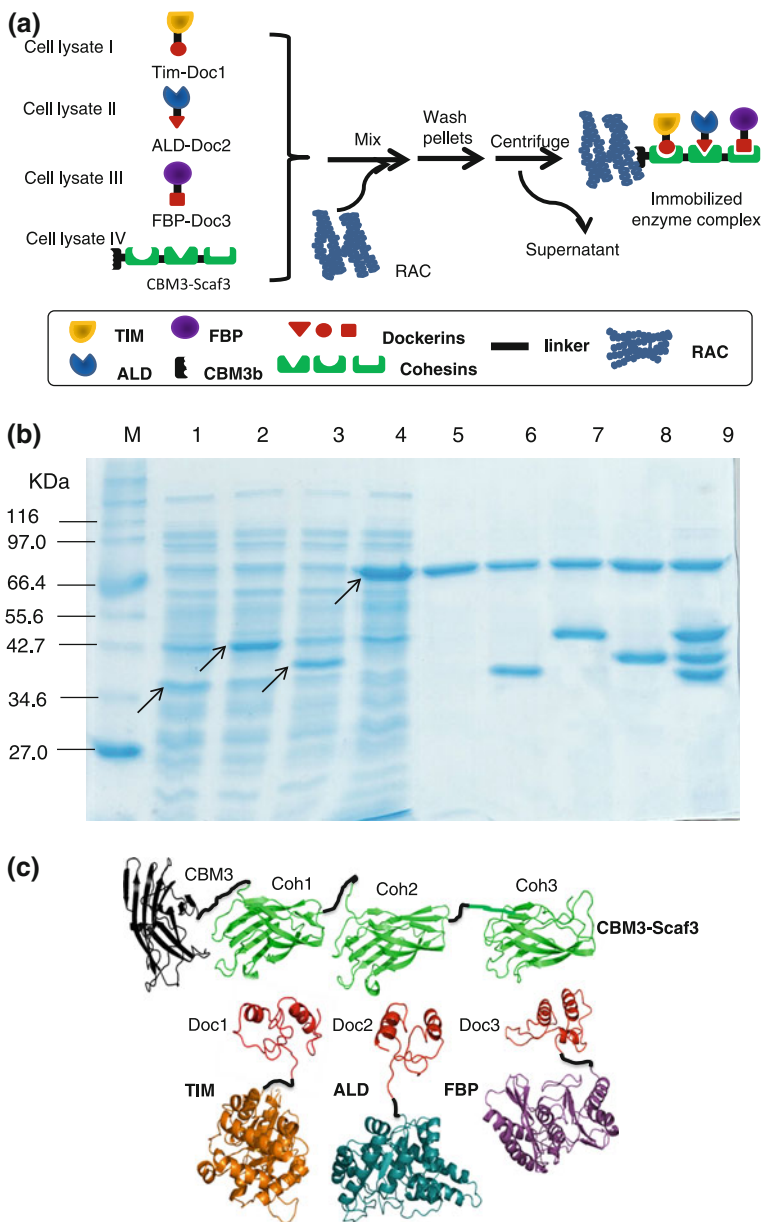 (a)
Cell lysate I
Tim-Doc1
Cell lysate II
ALD-Doc2
Cell lysate III
FBP-Doc3
Cell lysate IV
CBM3-Scaf3
Mix
Wash
pellets
Centrifuge
RAC
Supernatant
Immobilized
enzyme complex
TIM
FBP
Dockerins
linker
RAC
ALD
CBM3b
Cohesins
(b)
M 1 2 3 4 5 6 7 8 9
KDa
116
97.0
66.4
55.6
42.7
34.6
27.0
(c)
CBM3
Coh1
Coh2
Coh3
CBM3-Scaf3
Doc1
Doc2
Doc3
TIM
ALD
FBP